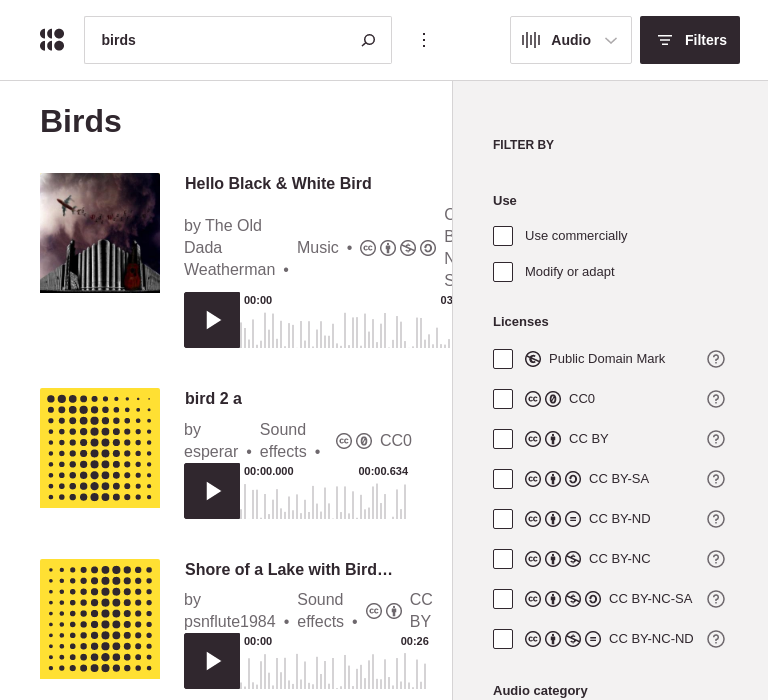 birds
Audio
Filters
Birds
Hello Black & White Bird
by The Old
Dada
Weatherman •
Music •
00:00
03
bird 2 a
by
esperar •
Sound
effects •
CC0
00:00.000
00:00.634
Shore of a Lake with Bird…
by
psnflute1984 •
Sound
effects •
CC
BY
00:00
00:26
FILTER BY
Use
Use commercially
Modify or adapt
Licenses
Public Domain Mark
CC0
CC BY
CC BY-SA
CC BY-ND
CC BY-NC
CC BY-NC-SA
CC BY-NC-ND
Audio category